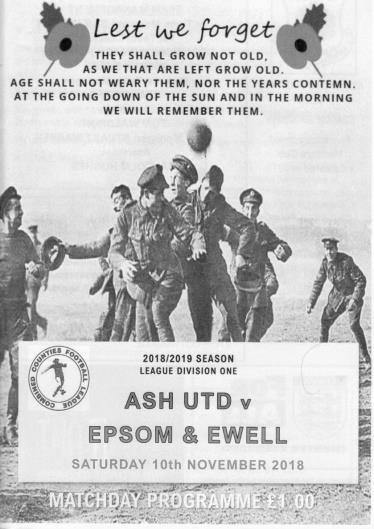 Lest we forget
THEY SHALL GROW NOT OLD,
AS WE THAT ARE LEFT GROW OLD.
AGE SHALL NOT WEARY THEM, NOR THE YEARS CONTEMN.
AT THE GOING DOWN OF THE SUN AND IN THE MORNING
WE WILL REMEMBER THEM.
COMBINED COUNTIES FOOTBALL LEAGUE
2018/2019 SEASON
LEAGUE DIVISION ONE
ASH UTD v
EPSOM & EWELL
SATURDAY 10th NOVEMBER 2018
MATCHDAY PROGRAMME £1.00